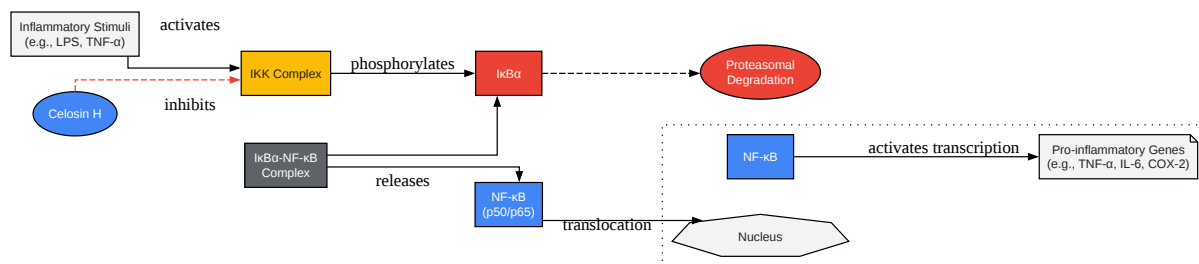 Inflammatory Stimuli
(e.g., LPS, TNF-α)
activates
IKK Complex
phosphorylates
IκBα
Proteasomal
Degradation
Celosin H
inhibits
IκBα-NF-κB
Complex
releases
NF-κB
(p50/p65)
translocation
NF-κB
activates transcription
Pro-inflammatory Genes
(e.g., TNF-α, IL-6, COX-2)
Nucleus